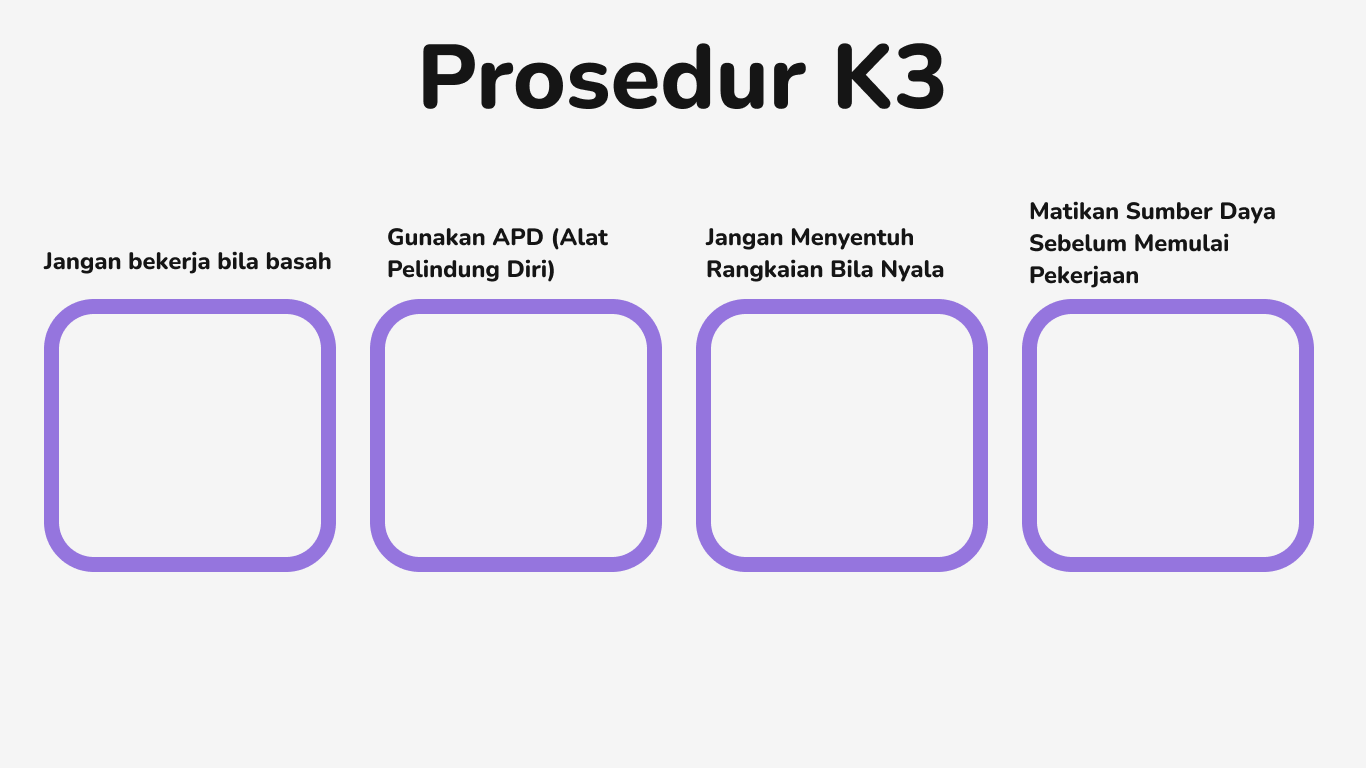 Prosedur K3
Jangan bekerja bila basah
Gunakan APD (Alat
Pelindung Diri)
Jangan Menyentuh
Rangkaian Bila Nyala
Matikan Sumber Daya
Sebelum Memulai
Pekerjaan